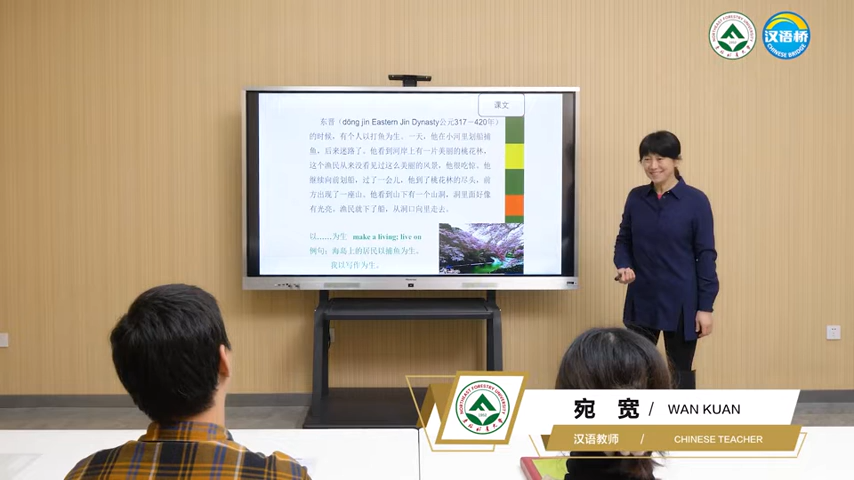 NORTHEAST FORESTRY UNIVERSITY
汉语桥
CHINESE BRIDGE
课文
东晋（dōng jìn Eastern Jin Dynasty公元317－420年）
的时候，有个人以打鱼为生。一天，他在小河里划船捕
鱼，后来迷路了。他看到河岸上有一片美丽的桃花林，
这个渔民从来没看见过这么美丽的风景，他很吃惊。他
继续向前划船，过了一会儿，他到了桃花林的尽头，前
方出现了一座山。他看到山下有一个山洞，洞里面好像
有光亮，渔民就下了船，从洞口向里走去。
以……为生 make a living; live on
例句：海岛上的居民以捕鱼为生。
我以写作为生。
NORTHEAST FORESTRY UNIVERSITY
宛 宽 / WAN KUAN
汉语教师 / CHINESE TEACHER